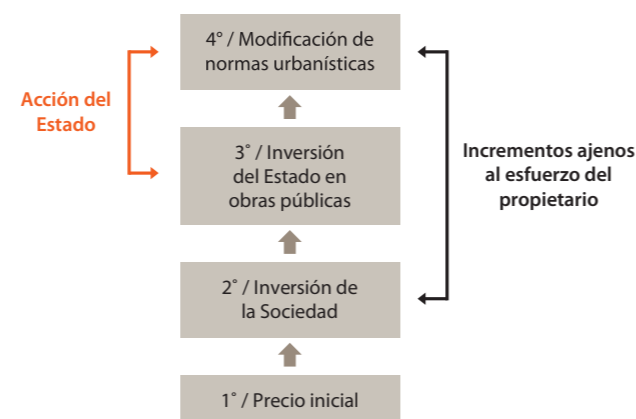 4° / Modificación de
normas urbanísticas
Acción del
Estado
3° / Inversión
del Estado en
obras públicas
Incrementos ajenos
al esfuerzo del
propietario
2° / Inversión de
la Sociedad
1° / Precio inicial